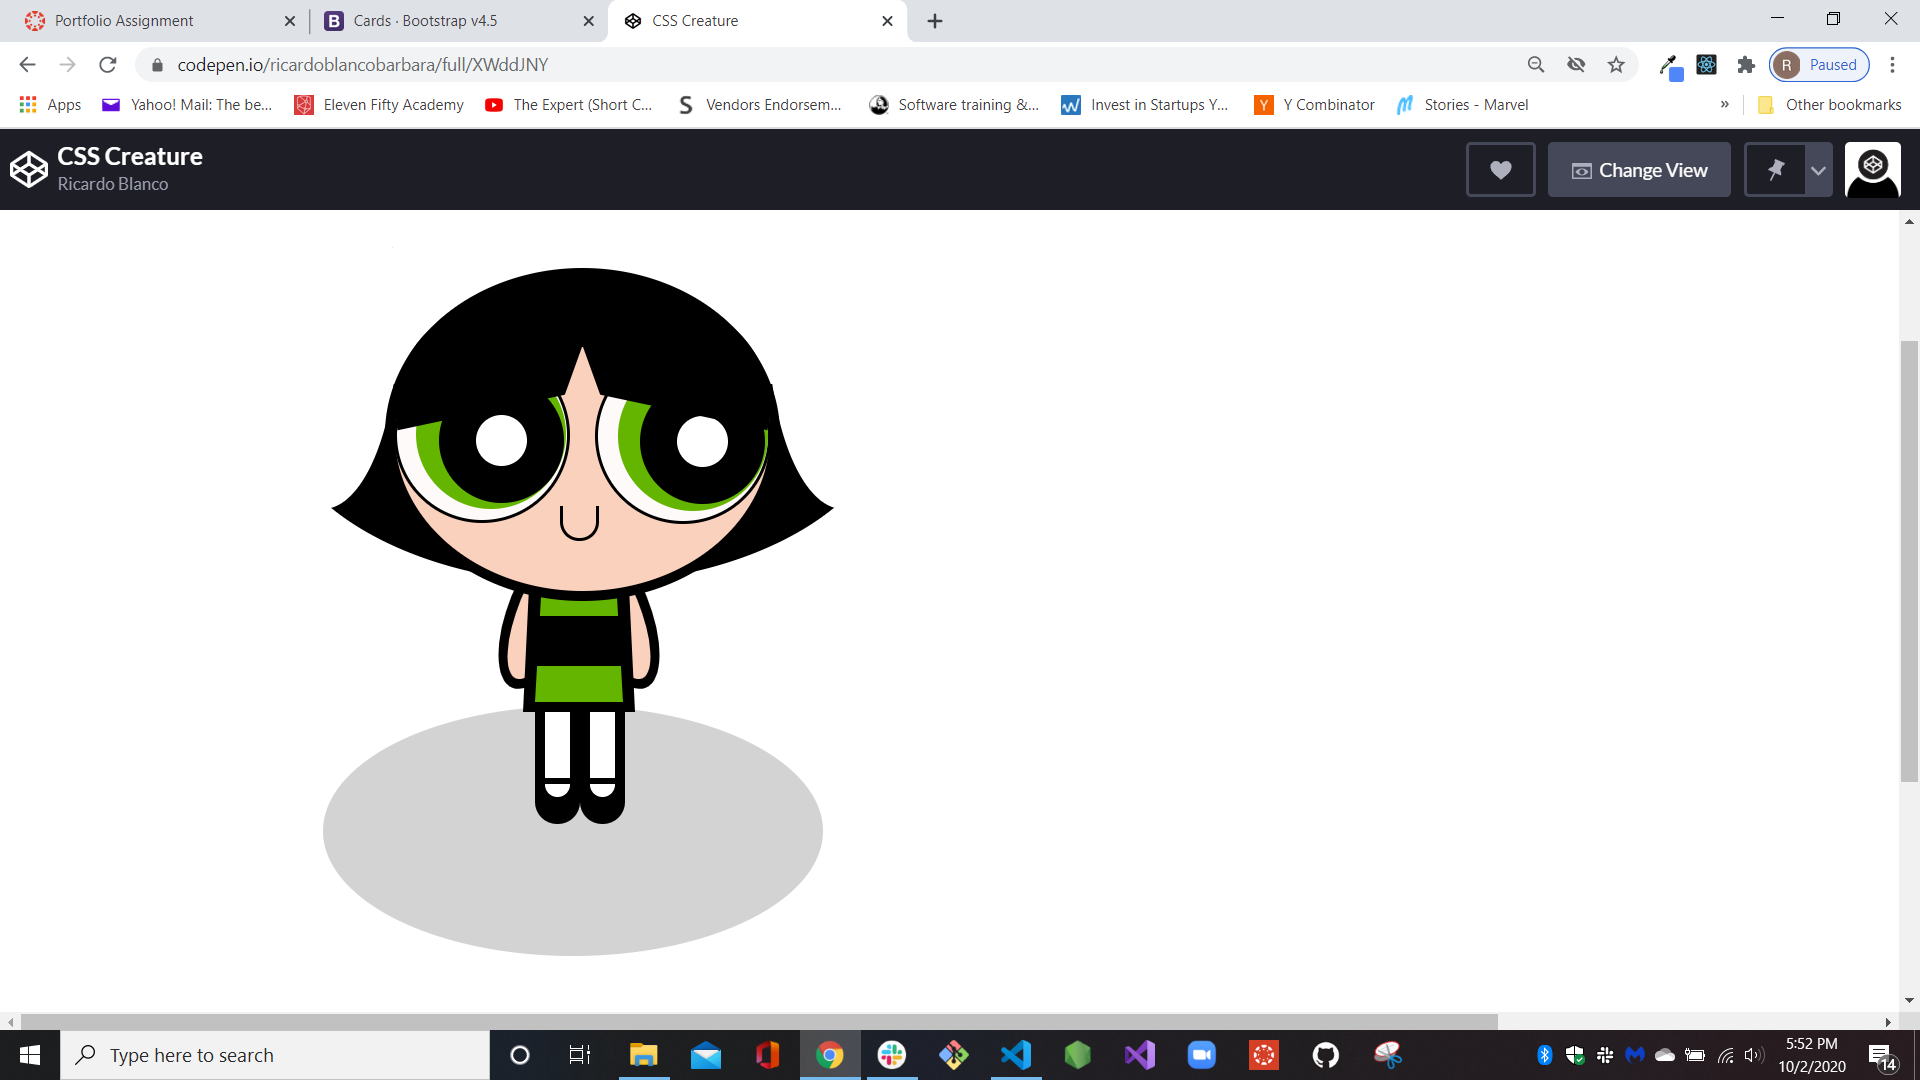 Portfolio Assignment
B Cards · Bootstrap v4.5
CSS Creature
codepen.io/ricardoblancobarbara/full/XWddJNY
R Paused
Apps
Yahoo! Mail: The be...
Eleven Fifty Academy
The Expert (Short C...
S Vendors Endorsem...
Software training &...
Invest in Startups Y...
Y Y Combinator
Stories - Marvel
»
Other bookmarks
CSS Creature
Ricardo Blanco
Change View
Type here to search
5:52 PM
10/2/2020
14